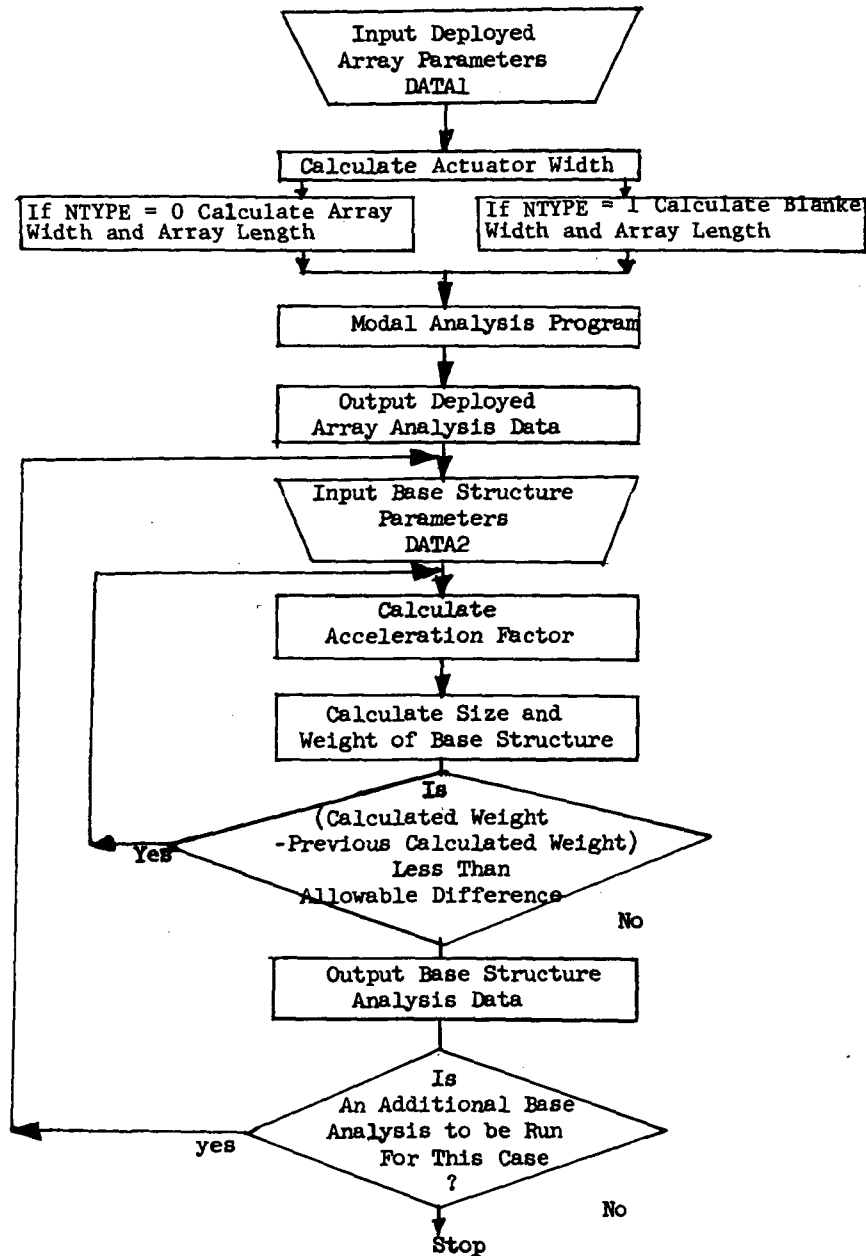 Input Deployed
Array Parameters
DATA1
Calculate Actuator Width
If NTYPE = 0 Calculate Array
Width and Array Length
If NTYPE = 1 Calculate Blanke
Width and Array Length
Modal Analysis Program
Output Deployed
Array Analysis Data
Input Base Structure
Parameters
DATA2
Calculate
Acceleration Factor
Calculate Size and
Weight of Base Structure
Is
(Calculated Weight
-Previous Calculated Weight)
Less Than
Allowable Difference
Yes
No
Output Base Structure
Analysis Data
Is
An Additional Base
Analysis to be Run
For This Case
?
yes
No
Stop